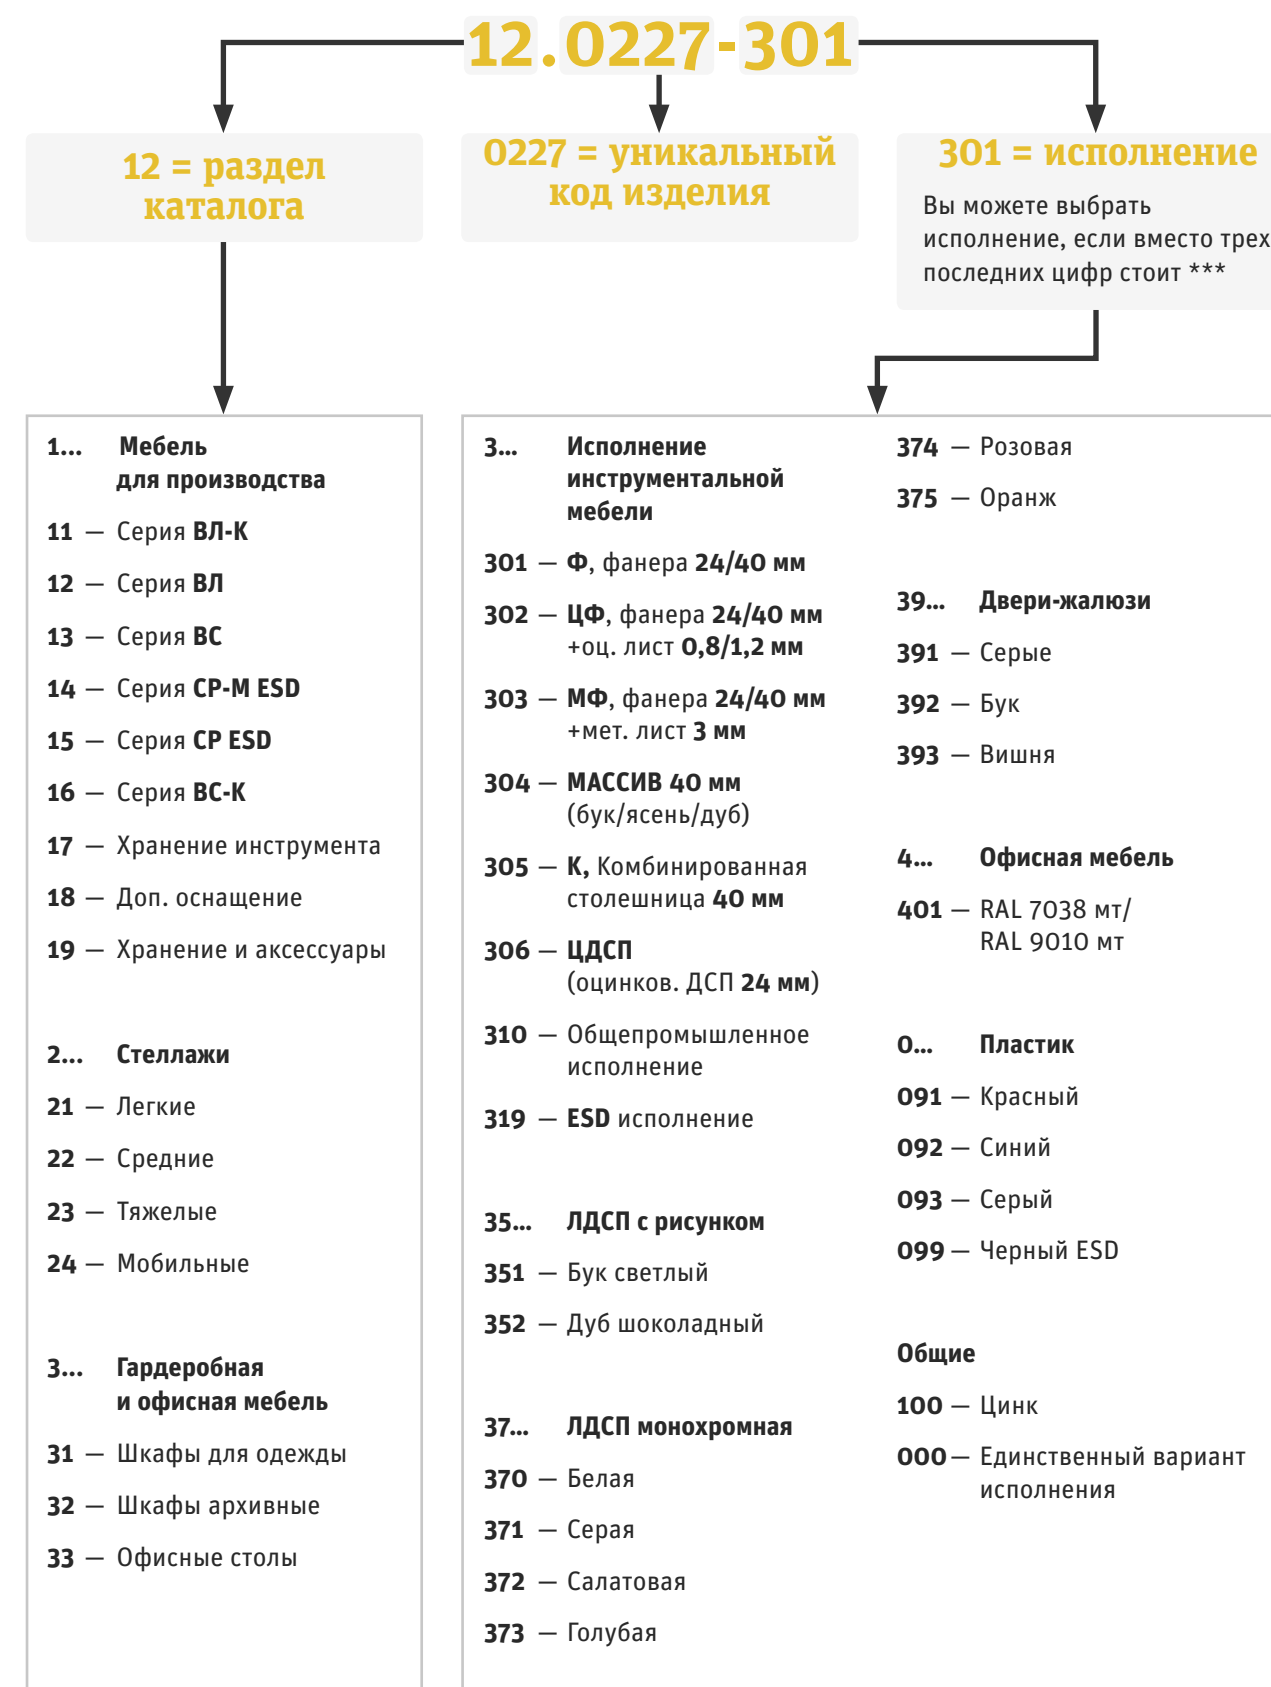 12.0227-301
12 = раздел
каталога
0227 = уникальный
код изделия
301 = исполнение
Вы можете выбрать
исполнение, если вместо трех
последних цифр стоит ***
1... Мебель
для производства
11 — Серия ВЛ-К
12 — Серия ВЛ
13 — Серия ВС
14 — Серия СР-М ESD
15 — Серия СР ESD
16 — Серия ВС-К
17 — Хранение инструмента
18 — Доп. оснащение
19 — Хранение и аксессуары
2... Стеллажи
21 — Легкие
22 — Средние
23 — Тяжелые
24 — Мобильные
3... Гардеробная
и офисная мебель
31 — Шкафы для одежды
32 — Шкафы архивные
33 — Офисные столы
3... Исполнение
инструментальной
мебели
301 — Ф, фанера 24/40 мм
302 — ЦФ, фанера 24/40 мм
+оц. лист 0,8/1,2 мм
303 — МФ, фанера 24/40 мм
+мет. лист 3 мм
304 — МАССИВ 40 мм
(бук/ясень/дуб)
305 — К, Комбинированная
столешница 40 мм
306 — ЦДСП
(оцинков. ДСП 24 мм)
310 — Общепромышленное
исполнение
319 — ESD исполнение
35... ЛДСП с рисунком
351 — Бук светлый
352 — Дуб шоколадный
37... ЛДСП монохромная
370 — Белая
371 — Серая
372 — Салатовая
373 — Голубая
374 — Розовая
375 — Оранж
39... Двери-жалюзи
391 — Серые
392 — Бук
393 — Вишня
4... Офисная мебель
401 — RAL 7038 мт/
RAL 9010 мт
0... Пластик
091 — Красный
092 — Синий
093 — Серый
099 — Черный ESD
Общие
100 — Цинк
000 — Единственный вариант
исполнения